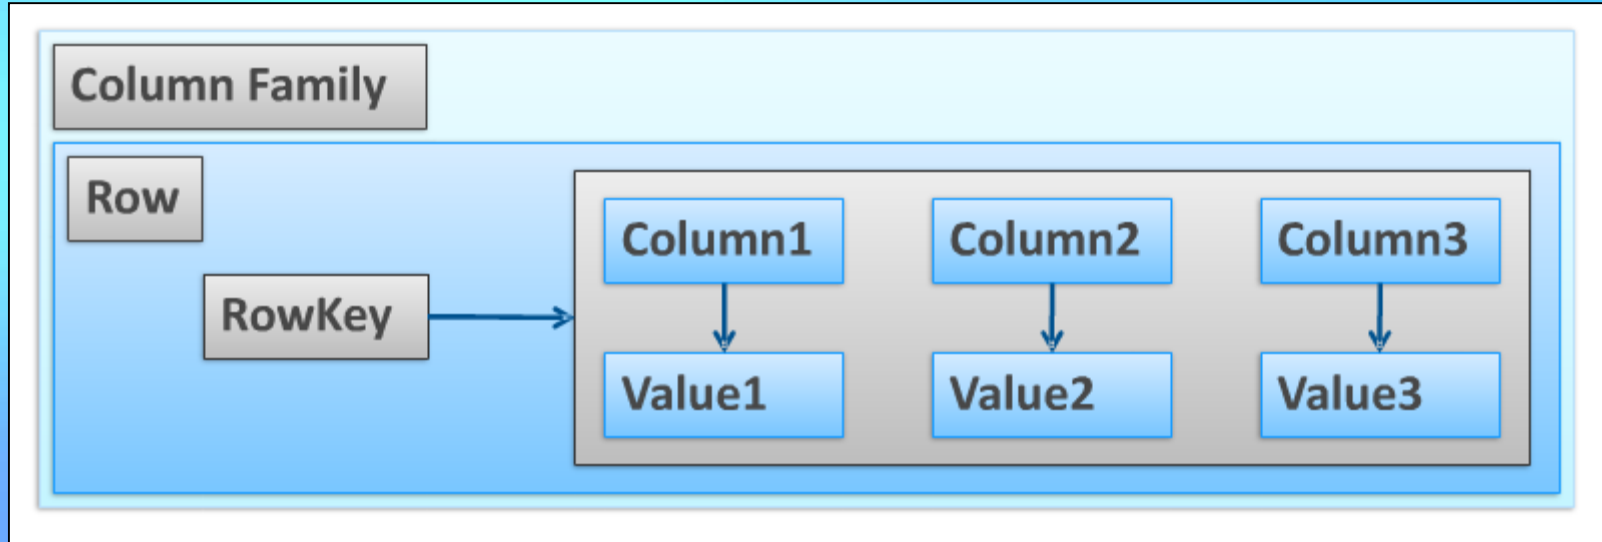 Column Family
Row
Column1 Column2 Column3
RowKey
Value1 Value2 Value3